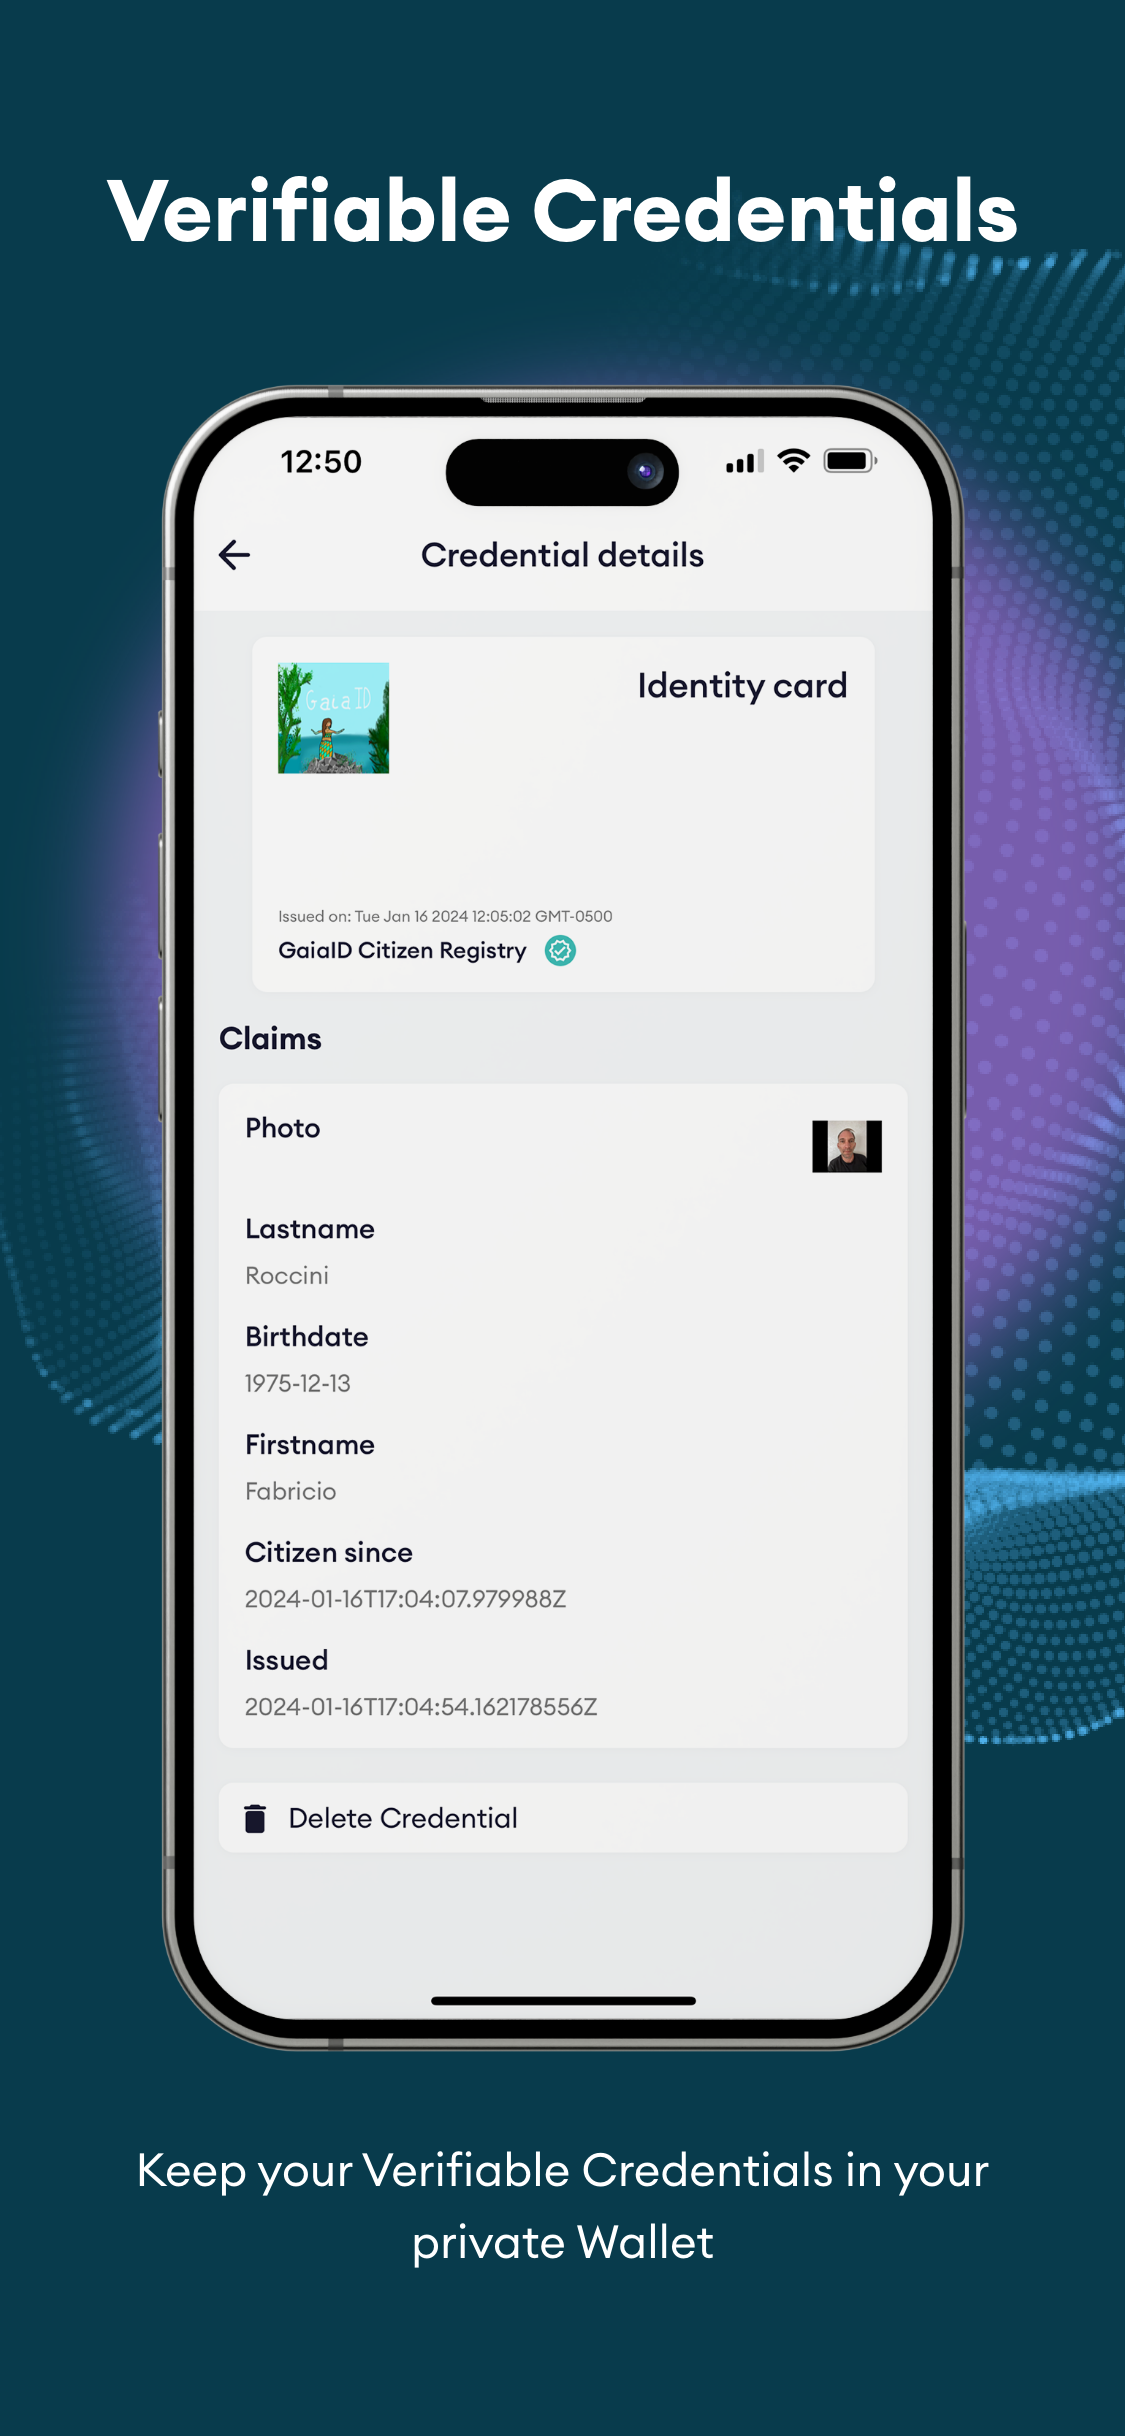 Verifiable Credentials
12:50
Credential details
Gaia ID
Identity card
Issued on: Tue Jan 16 2024 12:05:02 GMT-0500
GaiaID Citizen Registry
Claims
Photo
Lastname
Roccini
Birthdate
1975-12-13
Firstname
Fabricio
Citizen since
2024-01-16T17:04:07.979988Z
Issued
2024-01-16T17:04:54.162178556Z
Delete Credential
Keep your Verifiable Credentials in your
private Wallet